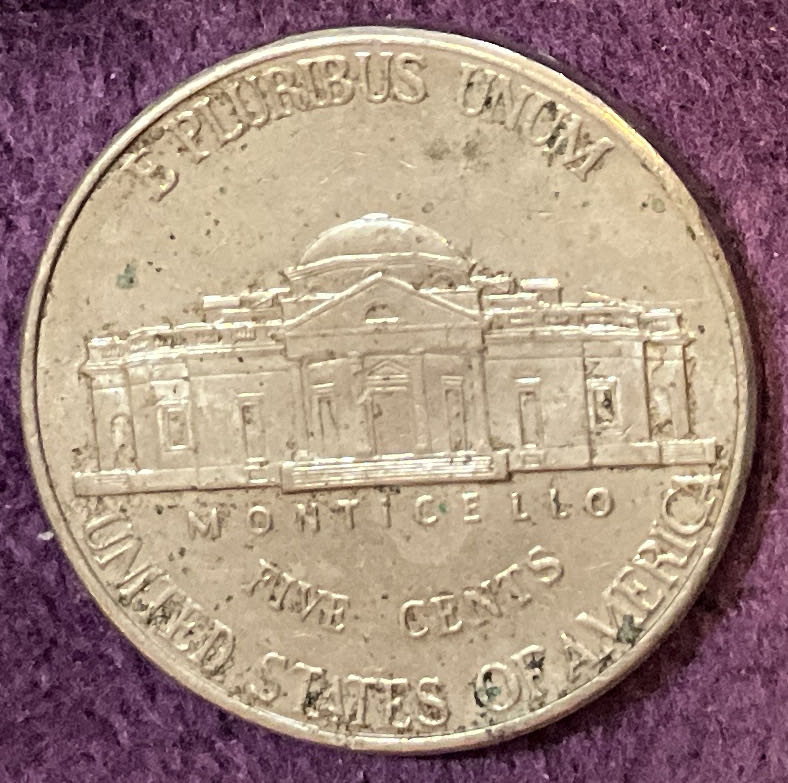 E PLURIBUS UNUM
MONTICELLO
FIVE CENTS
UNITED STATES OF AMERICA